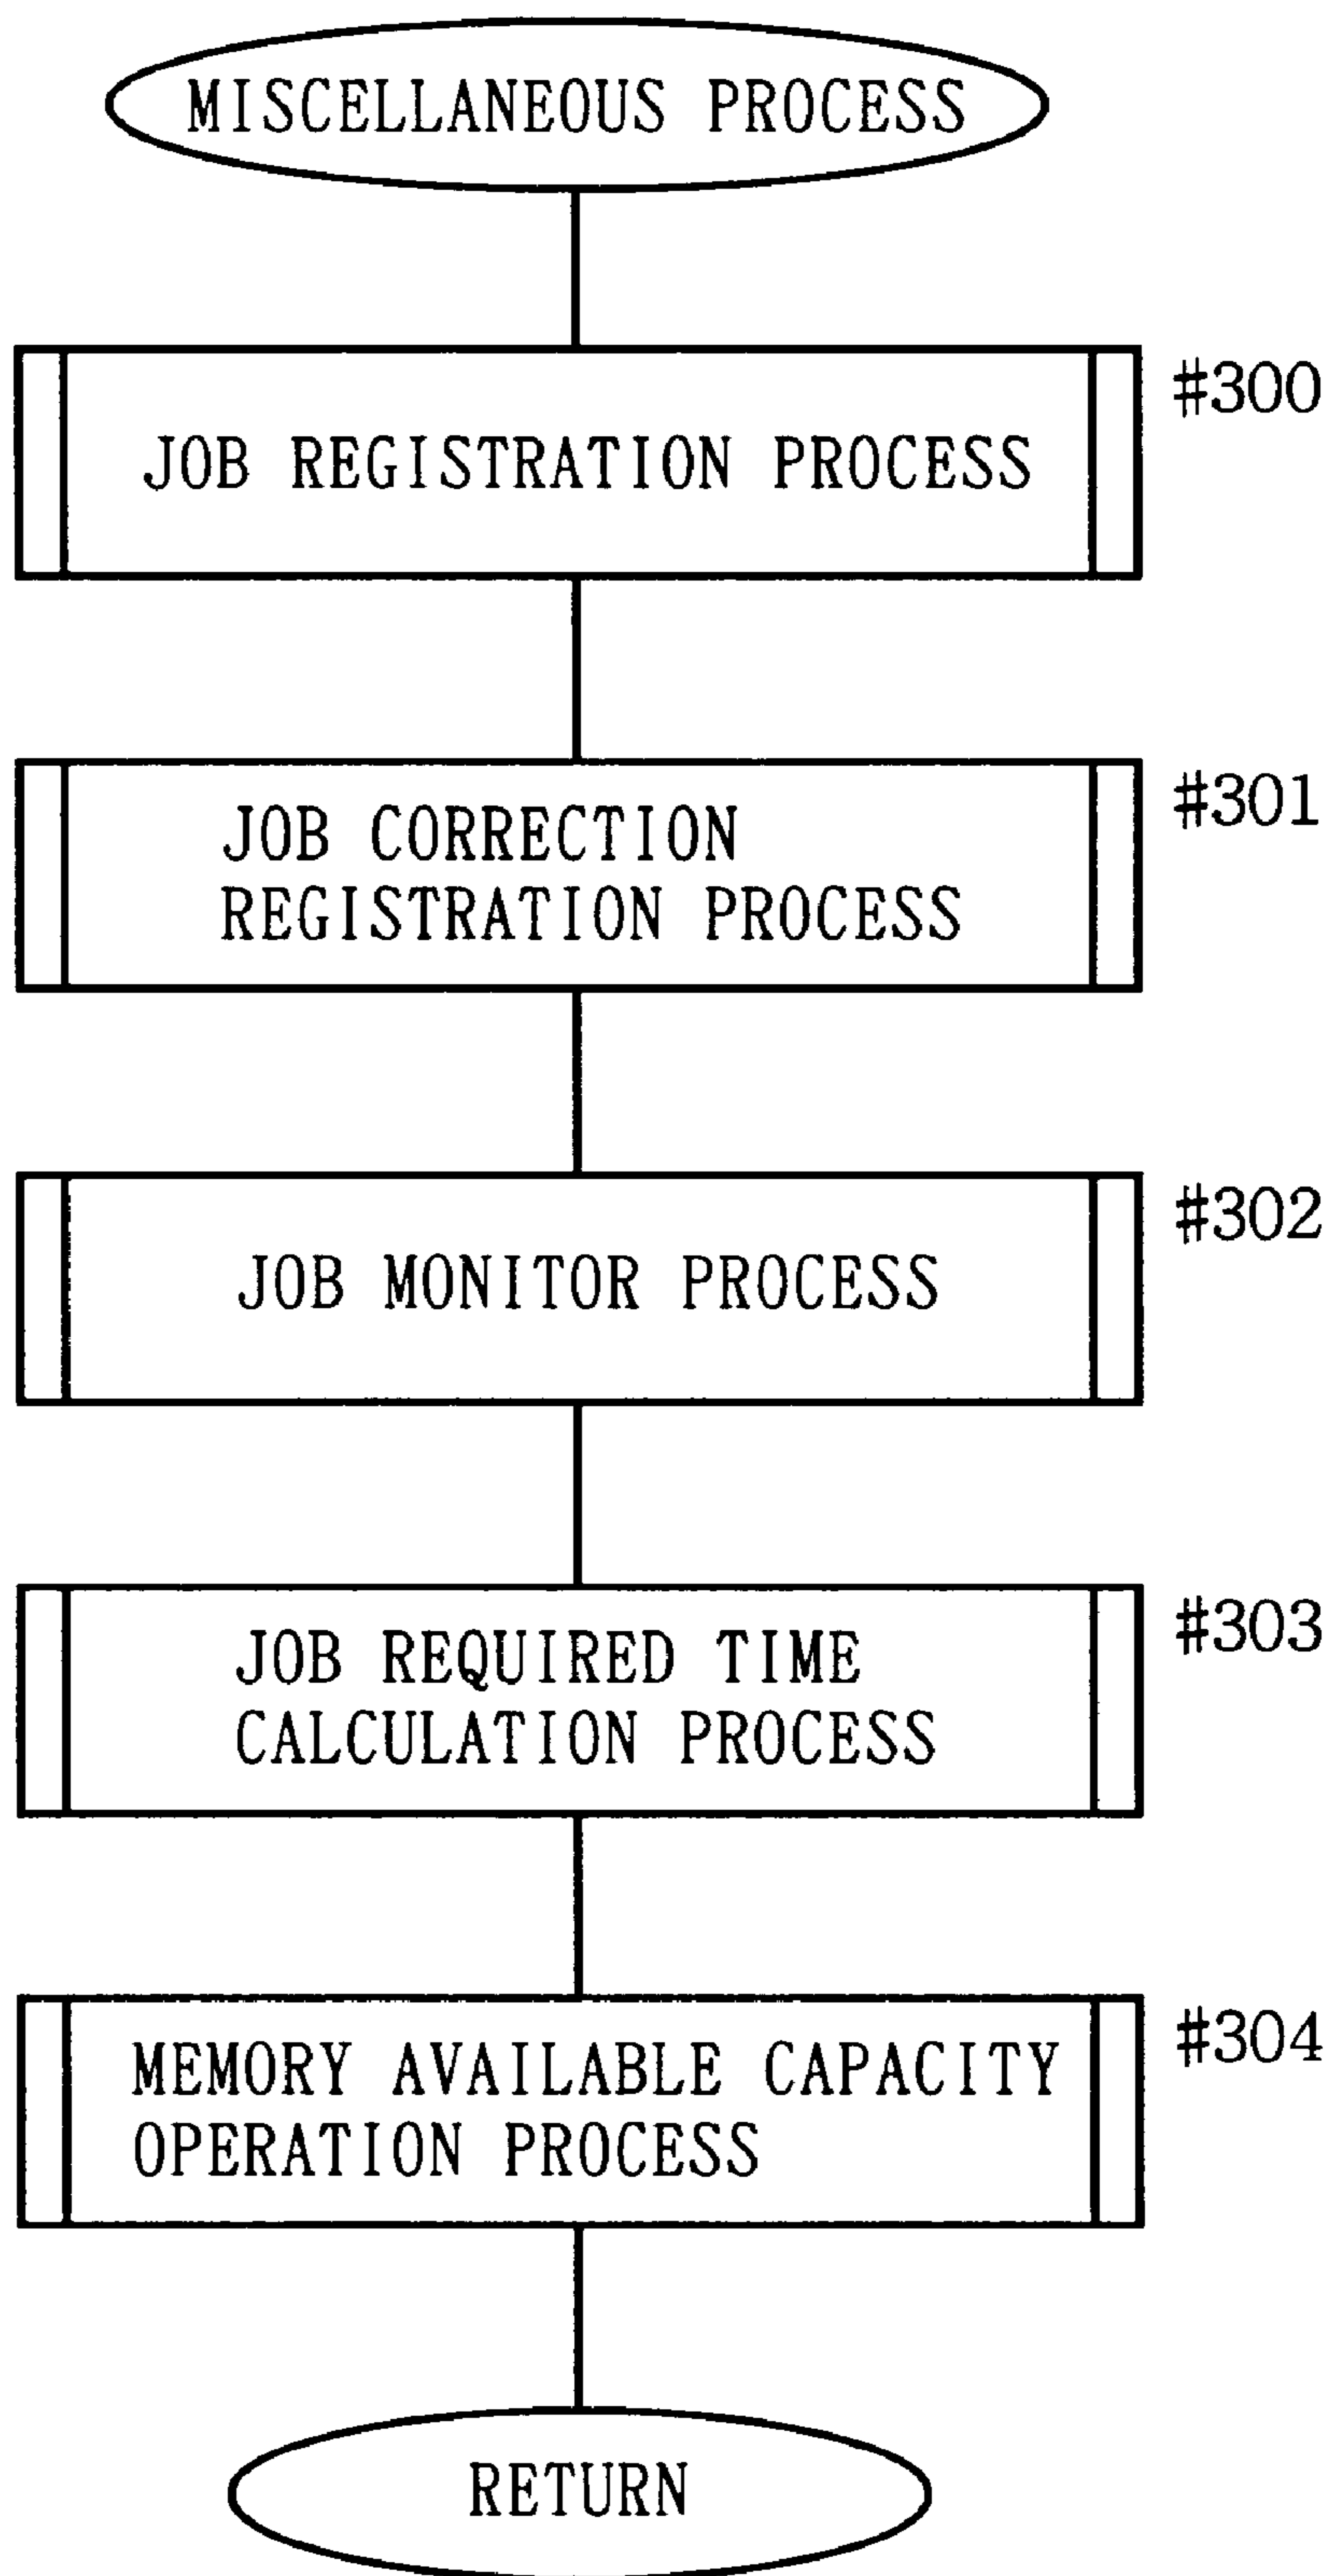 MISCELLANEOUS PROCESS
#300
JOB REGISTRATION PROCESS
#301
JOB CORRECTION
REGISTRATION PROCESS
#302
JOB MONITOR PROCESS
#303
JOB REQUIRED TIME
CALCULATION PROCESS
#304
MEMORY AVAILABLE CAPACITY
OPERATION PROCESS
RETURN